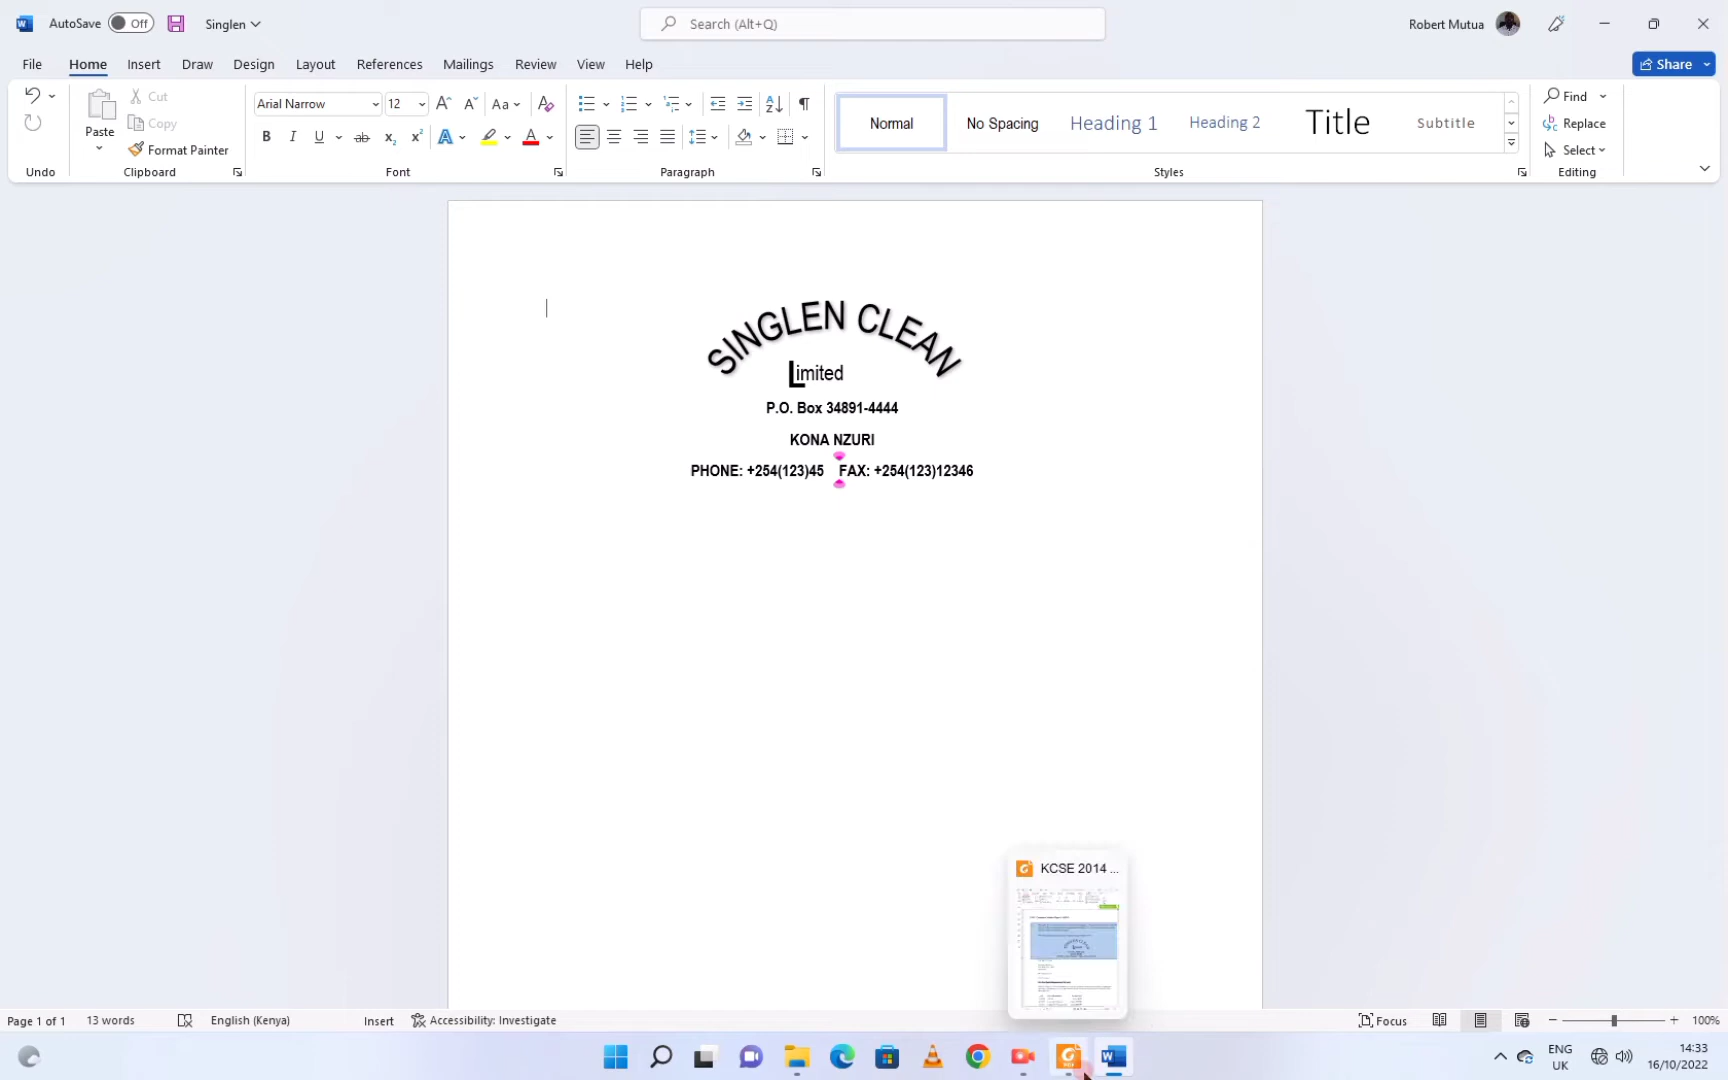 AutoSave Off Singlen Search (Alt+Q) Robert Mutua
File Home Insert Draw Design Layout References Mailings Review View Help Share
Paste Cut Copy Format Painter
Arial Narrow 12 Aa
B I U ab x₂ x² A A
Normal No Spacing Heading 1 Heading 2 Title Subtitle
Find Replace Select
Undo Clipboard Font Paragraph Styles Editing
SINGLEN CLEAN
Limited
P.O. Box 34891-4444
KONA NZURI
PHONE: +254(123)45 FAX: +254(123)12346
KCSE 2014 ...
Page 1 of 1 13 words English (Kenya) Insert Accessibility: Investigate Focus 100%
ENG 14:33
UK 16/10/2022